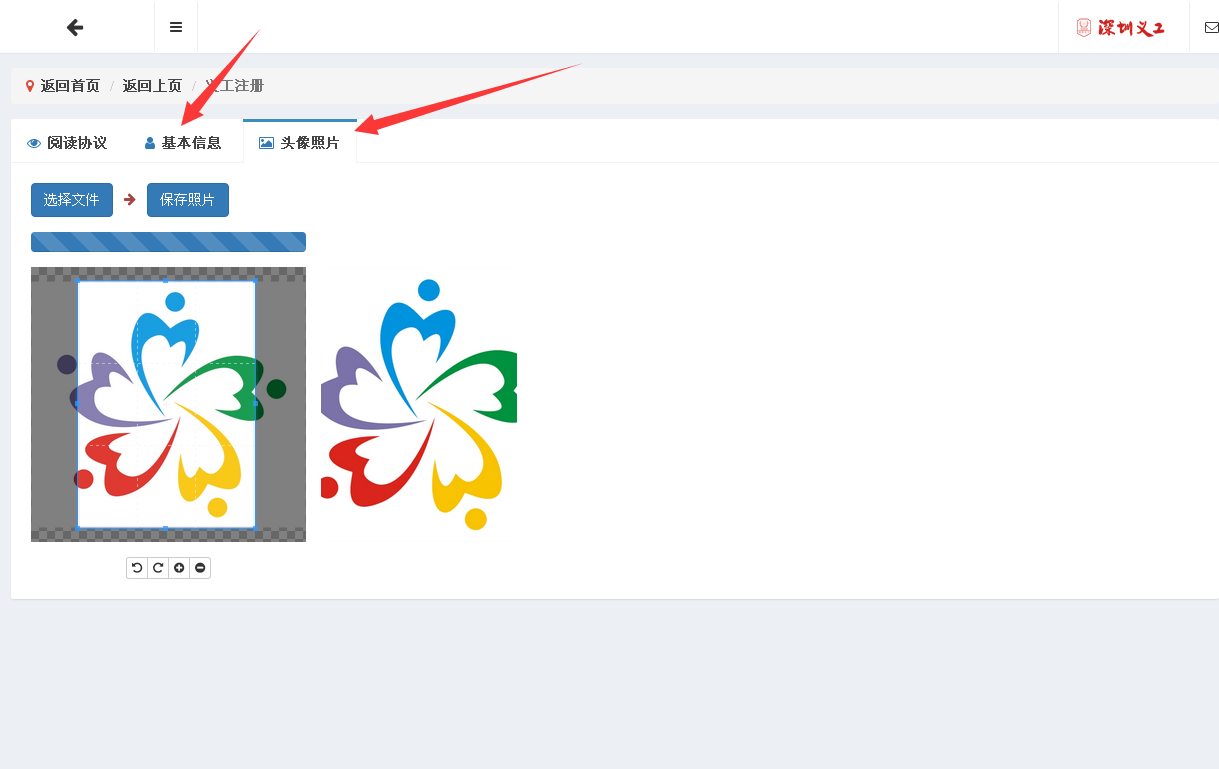 深圳义工
返回首页 / 返回上页 / 义工注册
阅读协议 基本信息 头像照片
选择文件 保存照片